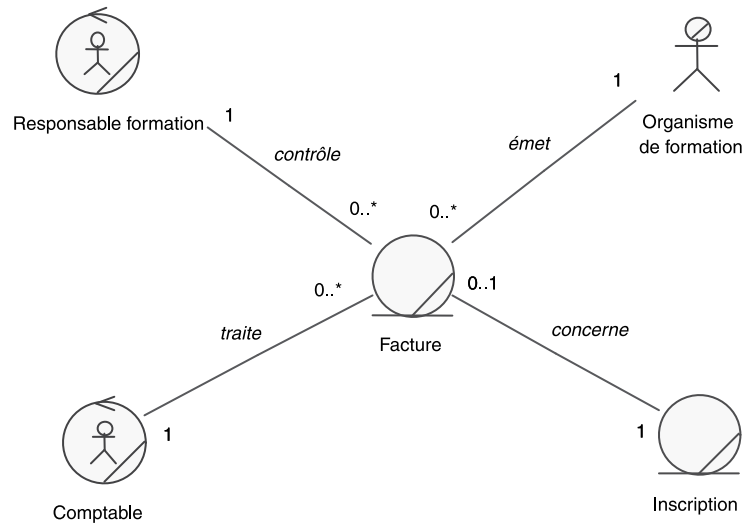 Responsable formation
1
contrôle
0..*
1
Organisme
de formation
émet
0..*
0..*
0..1
traite
Facture
concerne
1
Comptable
1
Inscription